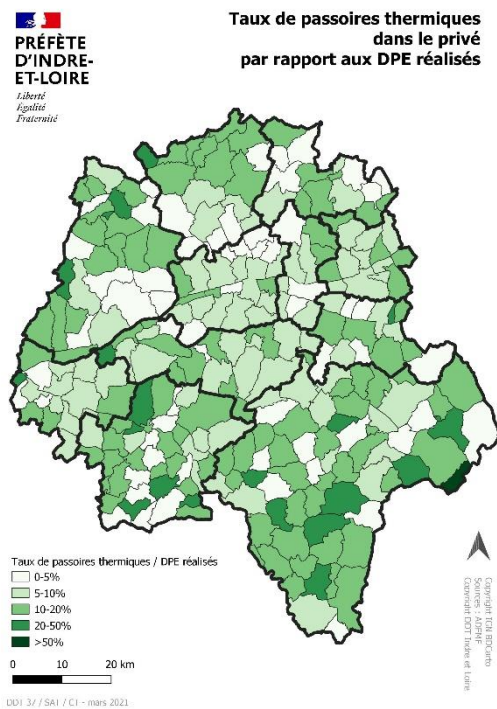 PRÉFÈTE
D'INDRE-
ET-LOIRE
Liberté
Égalité
Fraternité
Taux de passoires thermiques
dans le privé
par rapport aux DPE réalisés
Taux de passoires thermiques / DPE réalisés
0-5%
5-10%
10-20%
20-50%
>50%
0 10 20 km
Copyright IGN BDCarto
Sources : ADEME
Copyright DDT Indre et Loire
DDT 37 / SAT / CT - mars 2021